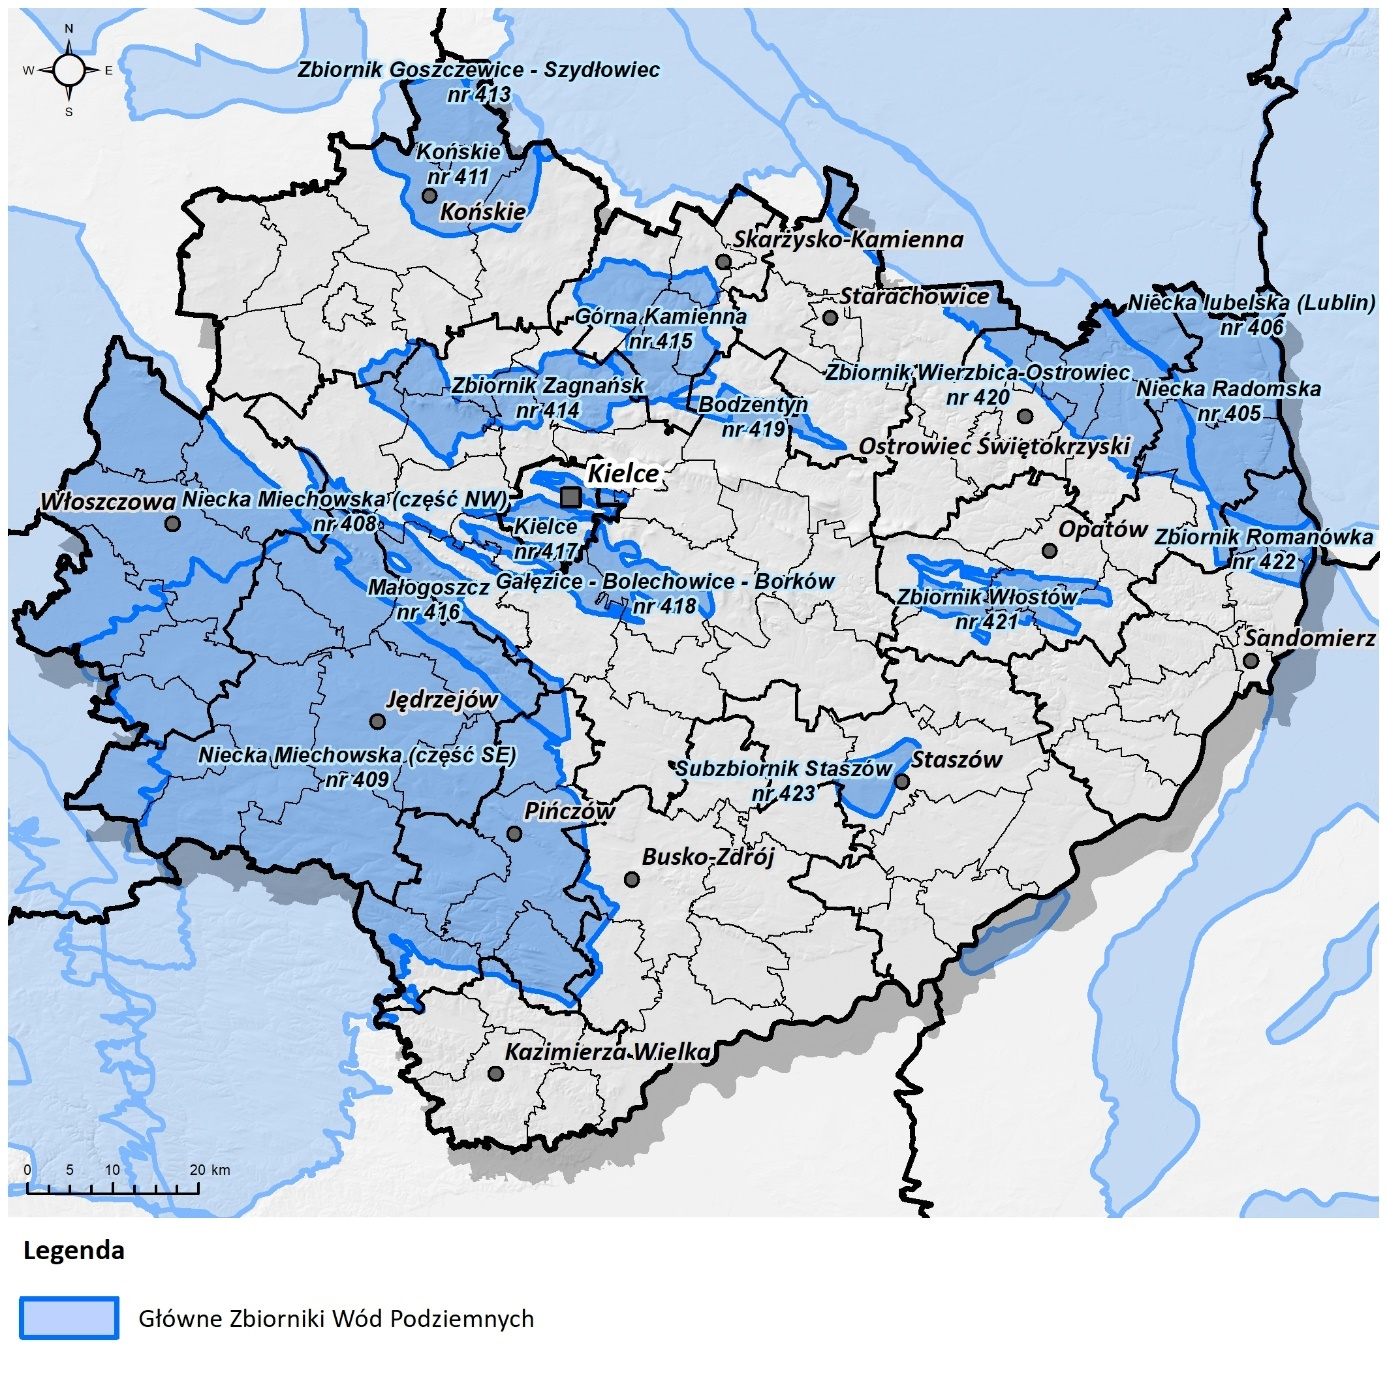 N
W E
S
Zbiornik Goszczewice - Szydłowiec
nr 413
Końskie
nr 411
Końskie
Skarżysko-Kamienna
Starachowice
Niecka lubelska (Lublin)
nr 406
Górna Kamienna
nr 415
Zbiornik Wierzbica-Ostrowiec
nr 420
Niecka Radomska
nr 405
Zbiornik Zagnańsk
nr 414
Bodzentyn
nr 419
Ostrowiec Świętokrzyski
Kielce
Włoszczowa
Niecka Miechowska (część NW)
nr 408
Kielce
nr 417
Opatów
Zbiornik Romanówka
nr 422
Małogoszcz
nr 416
Gałęzice - Bolechowice - Borków
nr 418
Zbiornik Włostów
nr 421
Sandomierz
Jędrzejów
Niecka Miechowska (część SE)
nr 409
Subzbiornik Staszów
nr 423
Staszów
Pińczów
Busko-Zdrój
Kazimierza Wielka
0 5 10 20 km
Legenda
Główne Zbiorniki Wód Podziemnych